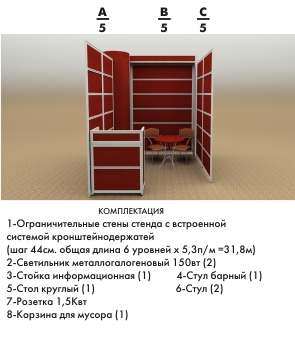 А В С
5 5 5
КОМПЛЕКТАЦИЯ
1-Ограничительные стены стенда с встроенной
системой кронштейнодержатей
(шаг 44см. общая длина 6 уровней х 5,3п/м =31,8м)
2-Светильник металлогалогеновый 150вт (2)
3-Стойка информационная (1) 4-Стул барный (1)
5-Стол круглый (1) 6-Стул (2)
7-Розетка 1,5Квт
8-Корзина для мусора (1)